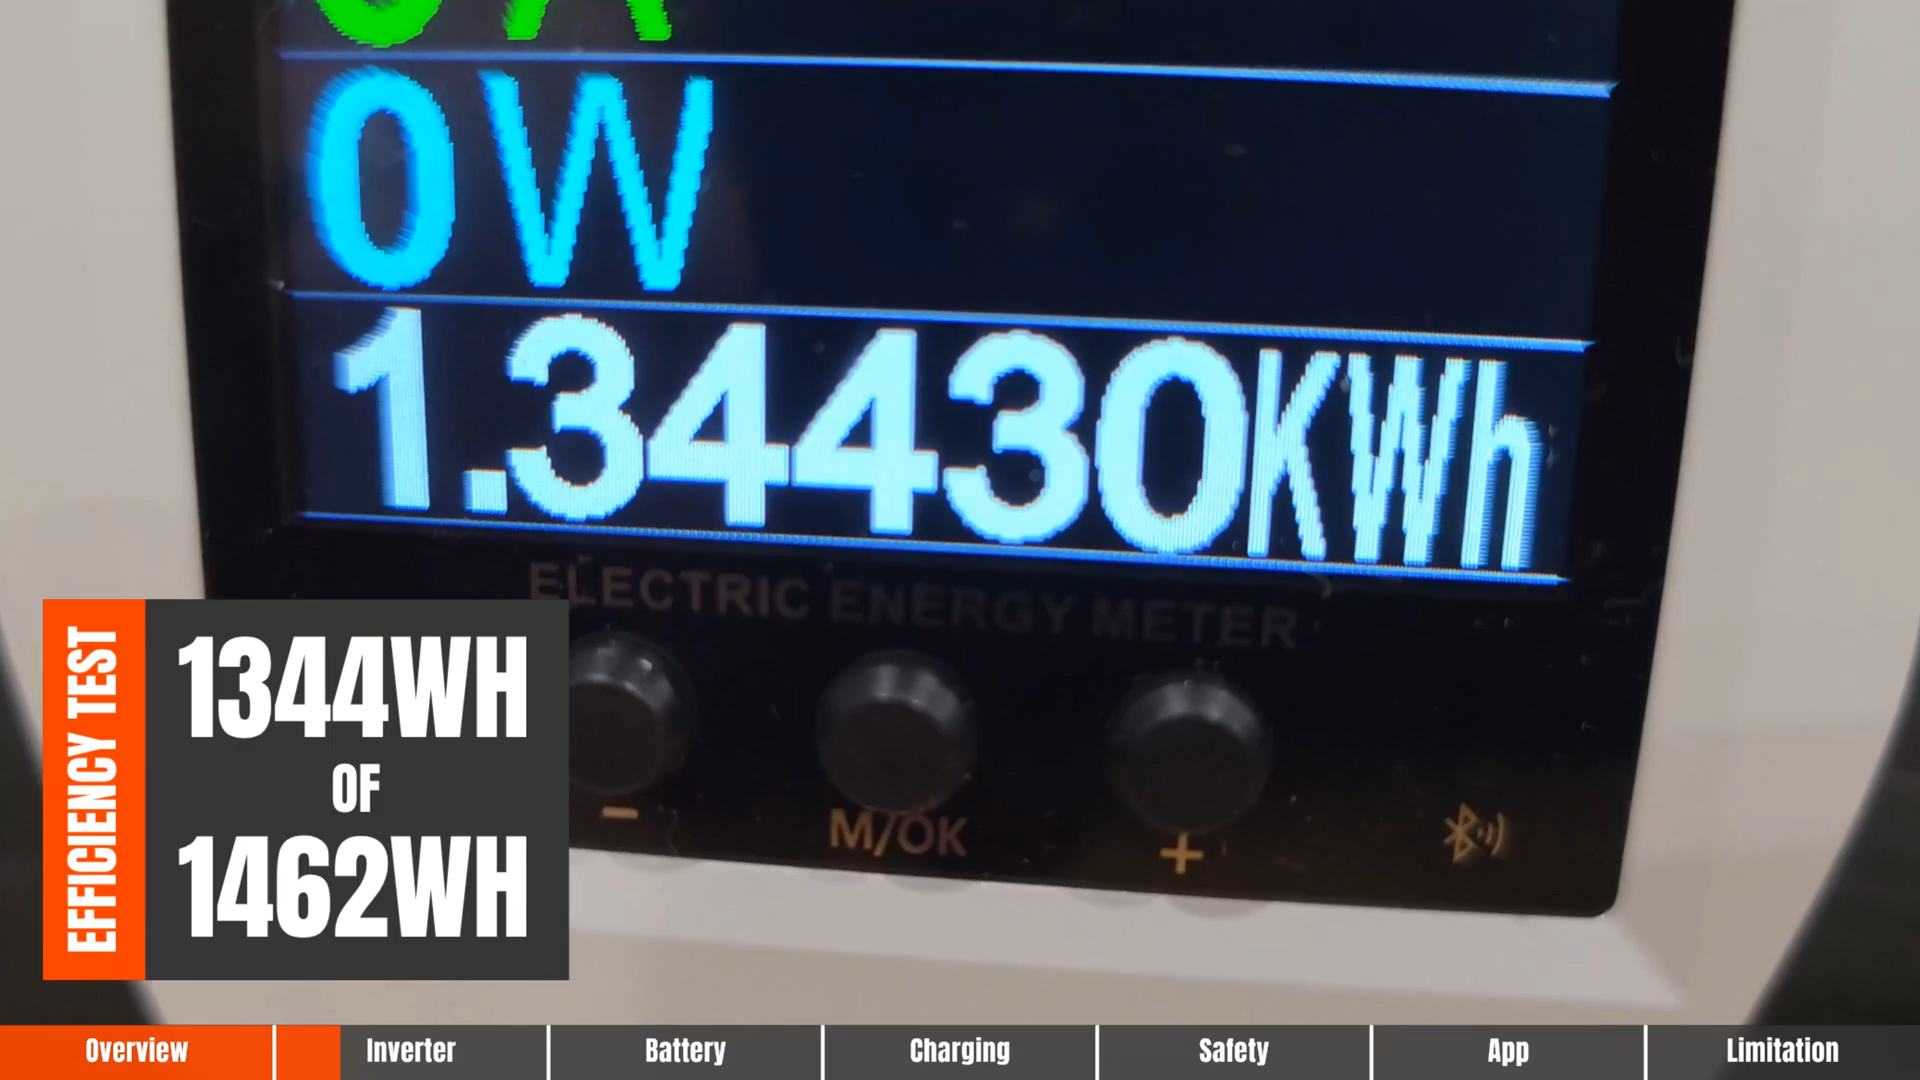 0A
0W
1.34430KWh
ELECTRIC ENERGY METER
M/OK
EFFICIENCY TEST
1344WH
OF
1462WH
Overview
Inverter
Battery
Charging
Safety
App
Limitation